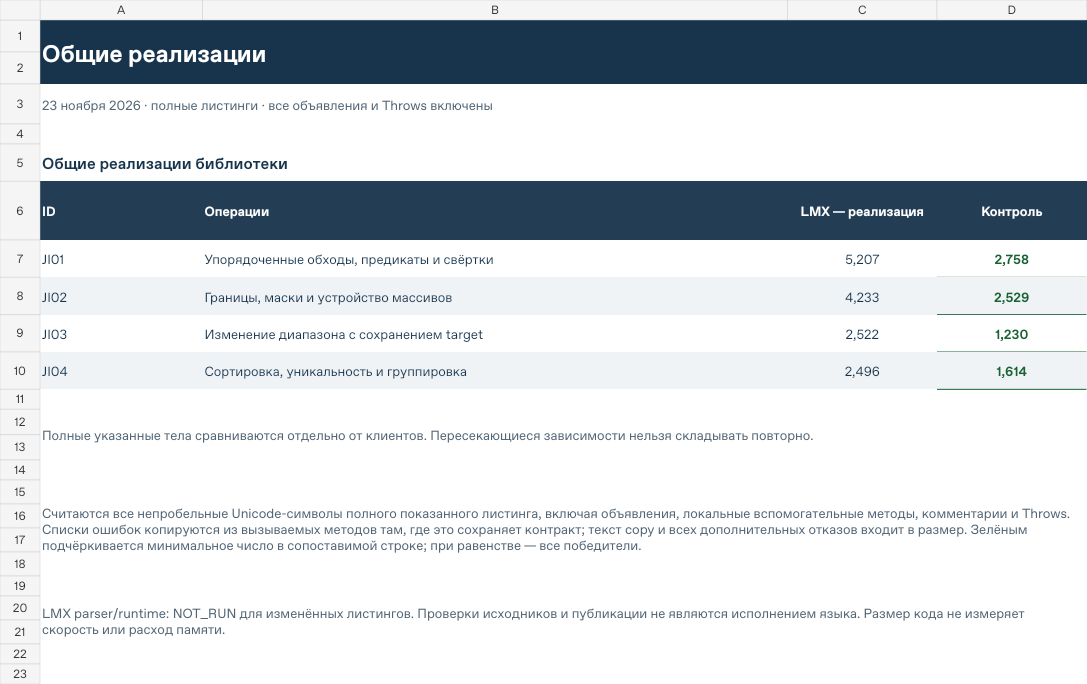 A B C D
1
2
Общие реализации
3 23 ноября 2026 · полные листинги · все объявления и Throws включены
4
5 Общие реализации библиотеки
6 ID Операции LMX — реализация Контроль
7 JI01 Упорядоченные обходы, предикаты и свёртки 5,207 2,758
8 JI02 Границы, маски и устройство массивов 4,233 2,529
9 JI03 Изменение диапазона с сохранением target 2,522 1,230
10 JI04 Сортировка, уникальность и группировка 2,496 1,614
11
12
13
Полные указанные тела сравниваются отдельно от клиентов. Пересекающиеся зависимости нельзя складывать повторно.
14
15
16 Считаются все непробельные Unicode-символы полного показанного листинга, включая объявления, локальные вспомогательные методы, комментарии и Throws.
Списки ошибок копируются из вызываемых методов там, где это сохраняет контракт; текст copy и всех дополнительных отказов входит в размер. Зелёным
17 подчёркивается минимальное число в сопоставимой строке; при равенстве — все победители.
18
19
20 LMX parser/runtime: NOT_RUN для изменённых листингов. Проверки исходников и публикации не являются исполнением языка. Размер кода не измеряет
21 скорость или расход памяти.
22
23